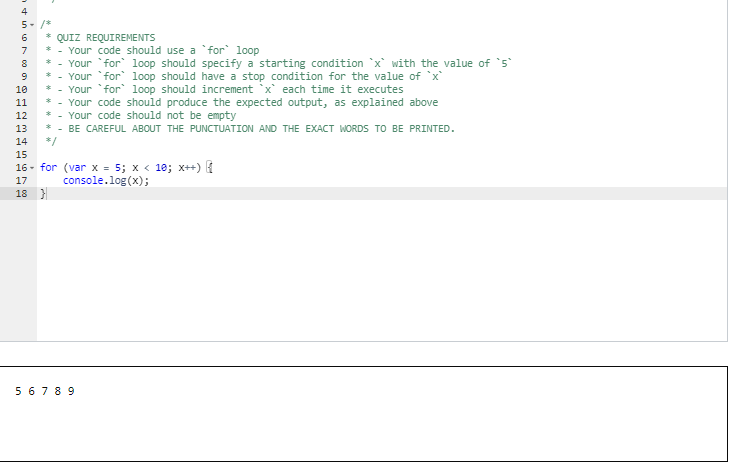 4
5 /*
6  * QUIZ REQUIREMENTS
7  * - Your code should use a `for` loop
8  * - Your `for` loop should specify a starting condition `x` with the value of `5`
9  * - Your `for` loop should have a stop condition for the value of `x`
10  * - Your `for` loop should increment `x` each time it executes
11  * - Your code should produce the expected output, as explained above
12  * - Your code should not be empty
13  * - BE CAREFUL ABOUT THE PUNCTUATION AND THE EXACT WORDS TO BE PRINTED.
14  */
15
16 for (var x = 5; x < 10; x++) {
17     console.log(x);
18 }
5 6 7 8 9